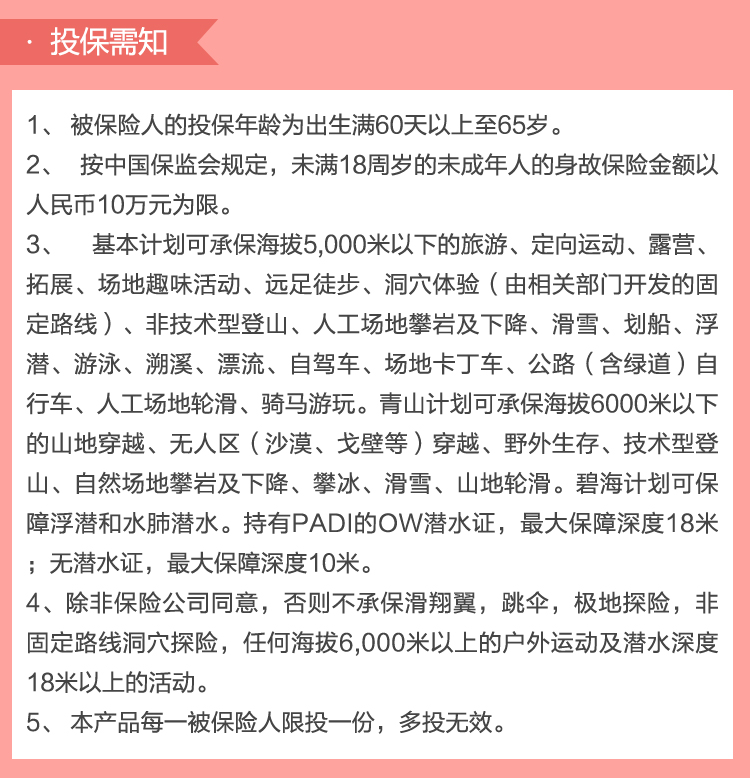 · 投保需知
1、 被保险人的投保年龄为出生满60天以上至65岁。
2、 按中国保监会规定，未满18周岁的未成年人的身故保险金额以
人民币10万元为限。
3、 基本计划可承保海拔5,000米以下的旅游、定向运动、露营、
拓展、场地趣味活动、远足徒步、洞穴体验（由相关部门开发的固
定路线）、非技术型登山、人工场地攀岩及下降、滑雪、划船、浮
潜、游泳、溯溪、漂流、自驾车、场地卡丁车、公路（含绿道）自
行车、人工场地轮滑、骑马游玩。青山计划可承保海拔6000米以下
的山地穿越、无人区（沙漠、戈壁等）穿越、野外生存、技术型登
山、自然场地攀岩及下降、攀冰、滑雪、山地轮滑。碧海计划可保
障浮潜和水肺潜水。持有PADI的OW潜水证，最大保障深度18米
；无潜水证，最大保障深度10米。
4、除非保险公司同意，否则不承保滑翔翼，跳伞，极地探险，非
固定路线洞穴探险，任何海拔6,000米以上的户外运动及潜水深度
18米以上的活动。
5、 本产品每一被保险人限投一份，多投无效。